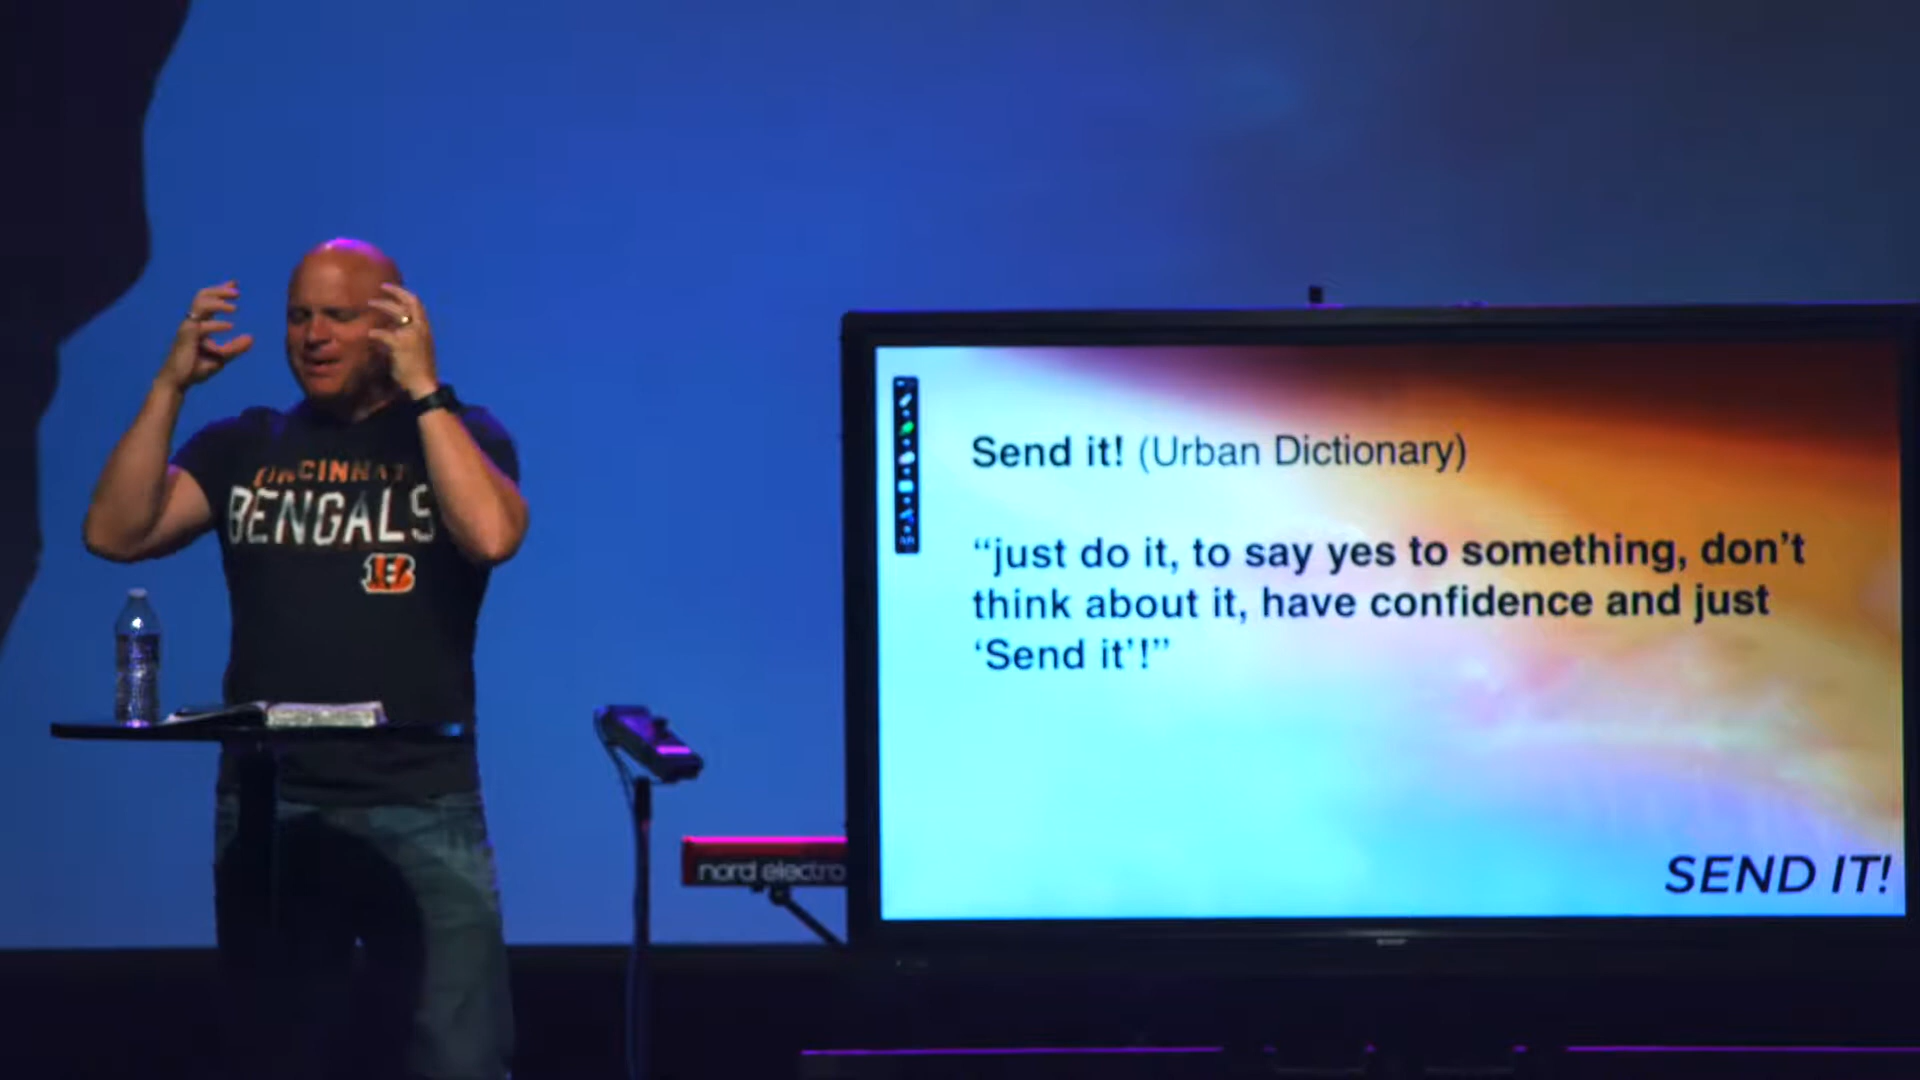 CINCINNATI
BENGALS
B
nord electro
Send it! (Urban Dictionary)
“just do it, to say yes to something, don’t
think about it, have confidence and just
‘Send it’!”
SEND IT!